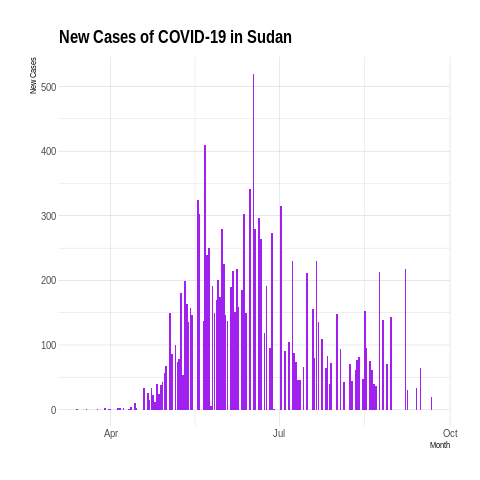 New Cases of COVID-19 in Sudan
New Cases
500
400
300
200
100
0
Apr
Jul
Oct
Month